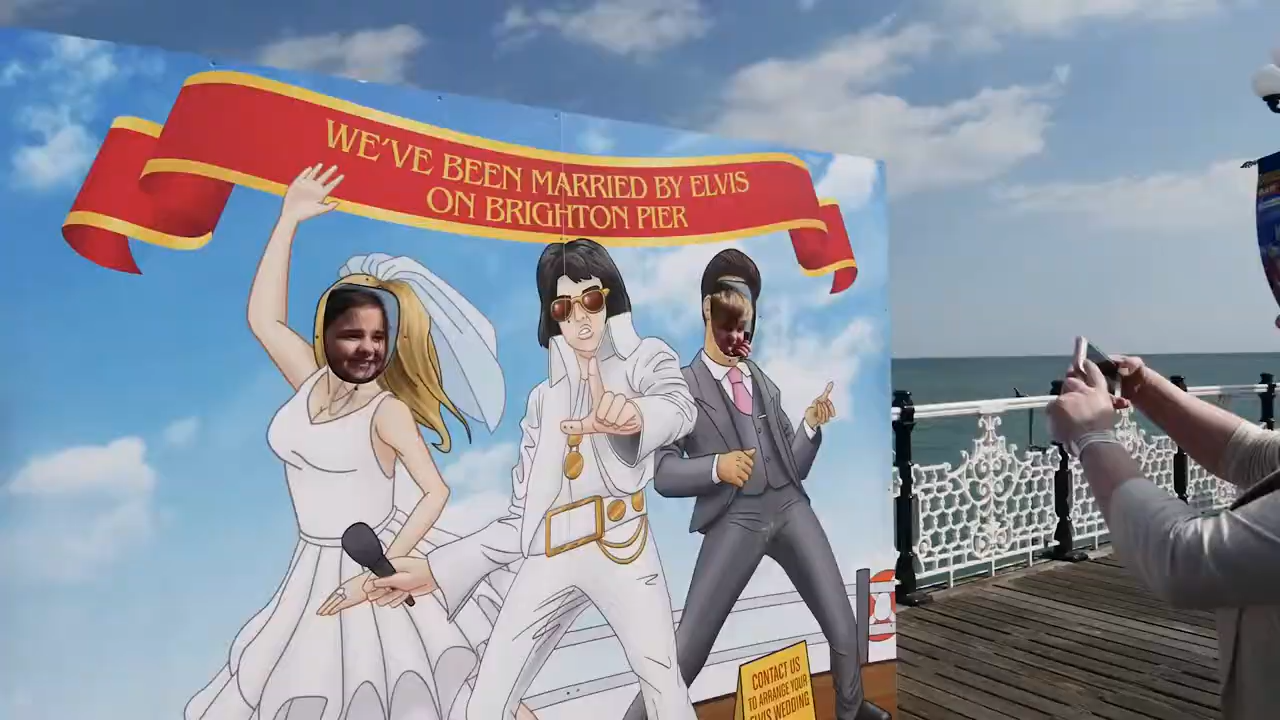 WE'VE BEEN MARRIED BY ELVIS
ON BRIGHTON PIER
CONTACT US
TO ARRANGE YOUR
ELVIS WEDDING